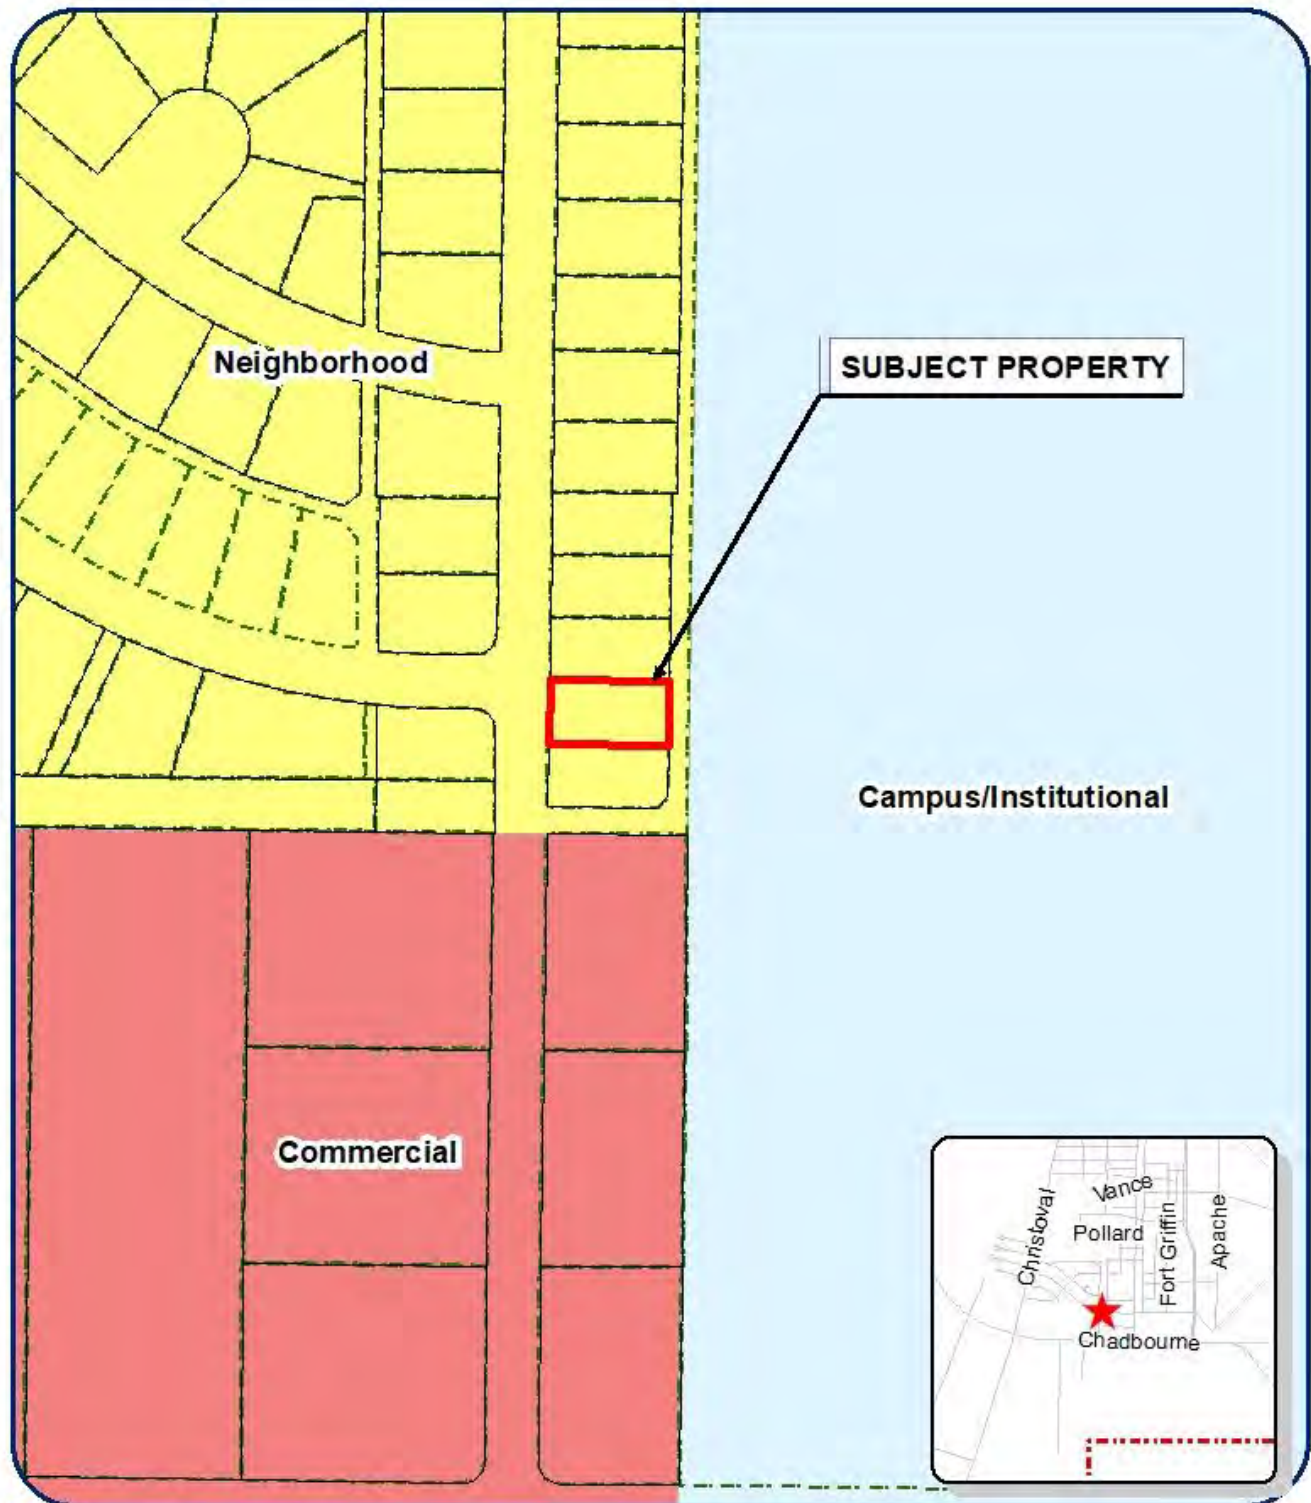 Neighborhood
SUBJECT PROPERTY
Campus/Institutional
Commercial
Vance
Christoval
Pollard
Fort Griffin
Apache
Chadbourne